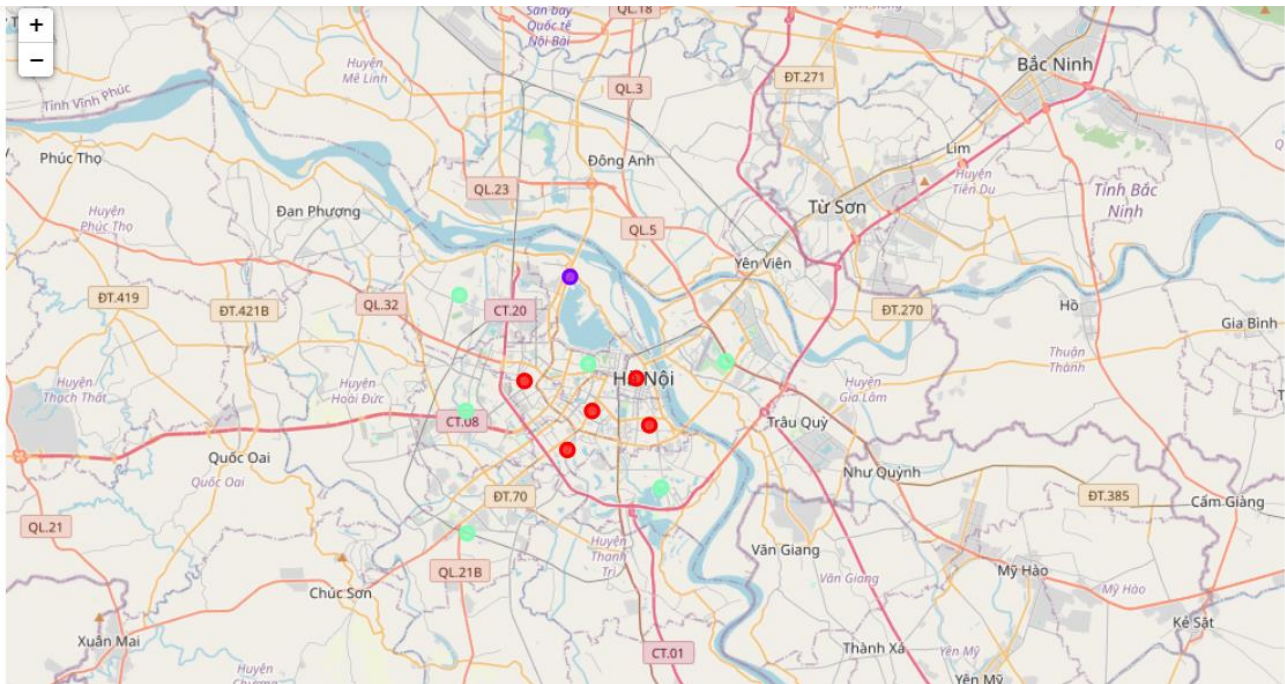 +
−
Sân bay
Quốc tế
Nội Bài
QL.18
Huyện
Mê Linh
QL.3
ĐT.271
Bắc Ninh
Tỉnh Vĩnh Phúc
Phúc Thọ
Đông Anh
Lim
Huyện
Tiên Du
QL.23
Từ Sơn
Tỉnh Bắc
Ninh
Huyện
Phúc Thọ
Đan Phượng
QL.5
Yên Viên
ĐT.419
ĐT.421B
QL.32
CT.20
ĐT.270
Hồ
Gia Bình
Huyện
Thạch Thất
Huyện
Hoài Đức
Hà Nội
Huyện
Gia Lâm
Thuận
Thành
CT.08
Trâu Quỳ
Quốc Oai
Quốc Oai
Như Quỳnh
ĐT.70
ĐT.385
Cẩm Giàng
QL.21
Huyện
Thanh
Trì
Văn Giang
Văn Giang
QL.21B
Chúc Sơn
Mỹ Hào
Mỹ Hào
Kẻ Sặt
Xuân Mai
CT.01
Thành Xá
Yên Mỹ
Huyện
Yên Mỹ